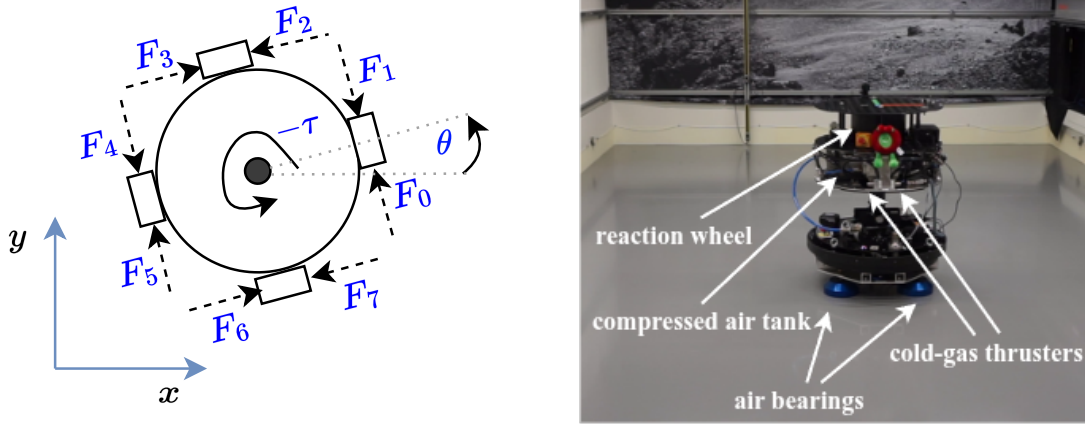 F₂
F₃
F₁
−τ
θ
F₄
F₀
y
F₅
F₇
F₆
x
reaction wheel
compressed air tank
cold-gas thrusters
air bearings